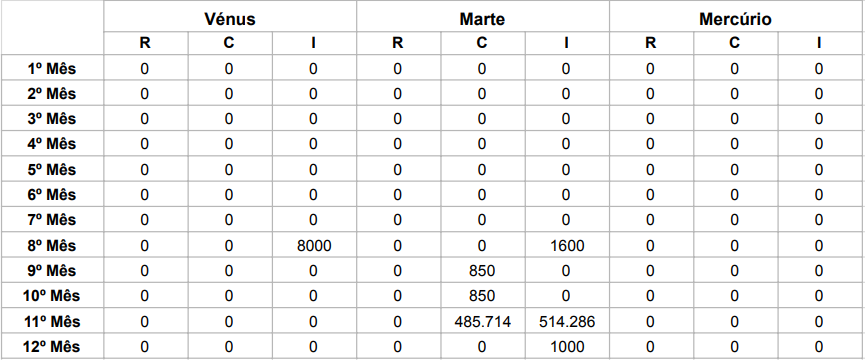 Vénus Marte Mercúrio
R C I R C I R C I
1º Mês 0 0 0 0 0 0 0 0 0
2º Mês 0 0 0 0 0 0 0 0 0
3º Mês 0 0 0 0 0 0 0 0 0
4º Mês 0 0 0 0 0 0 0 0 0
5º Mês 0 0 0 0 0 0 0 0 0
6º Mês 0 0 0 0 0 0 0 0 0
7º Mês 0 0 0 0 0 0 0 0 0
8º Mês 0 0 8000 0 0 1600 0 0 0
9º Mês 0 0 0 0 850 0 0 0 0
10º Mês 0 0 0 0 850 0 0 0 0
11º Mês 0 0 0 0 485.714 514.286 0 0 0
12º Mês 0 0 0 0 0 1000 0 0 0